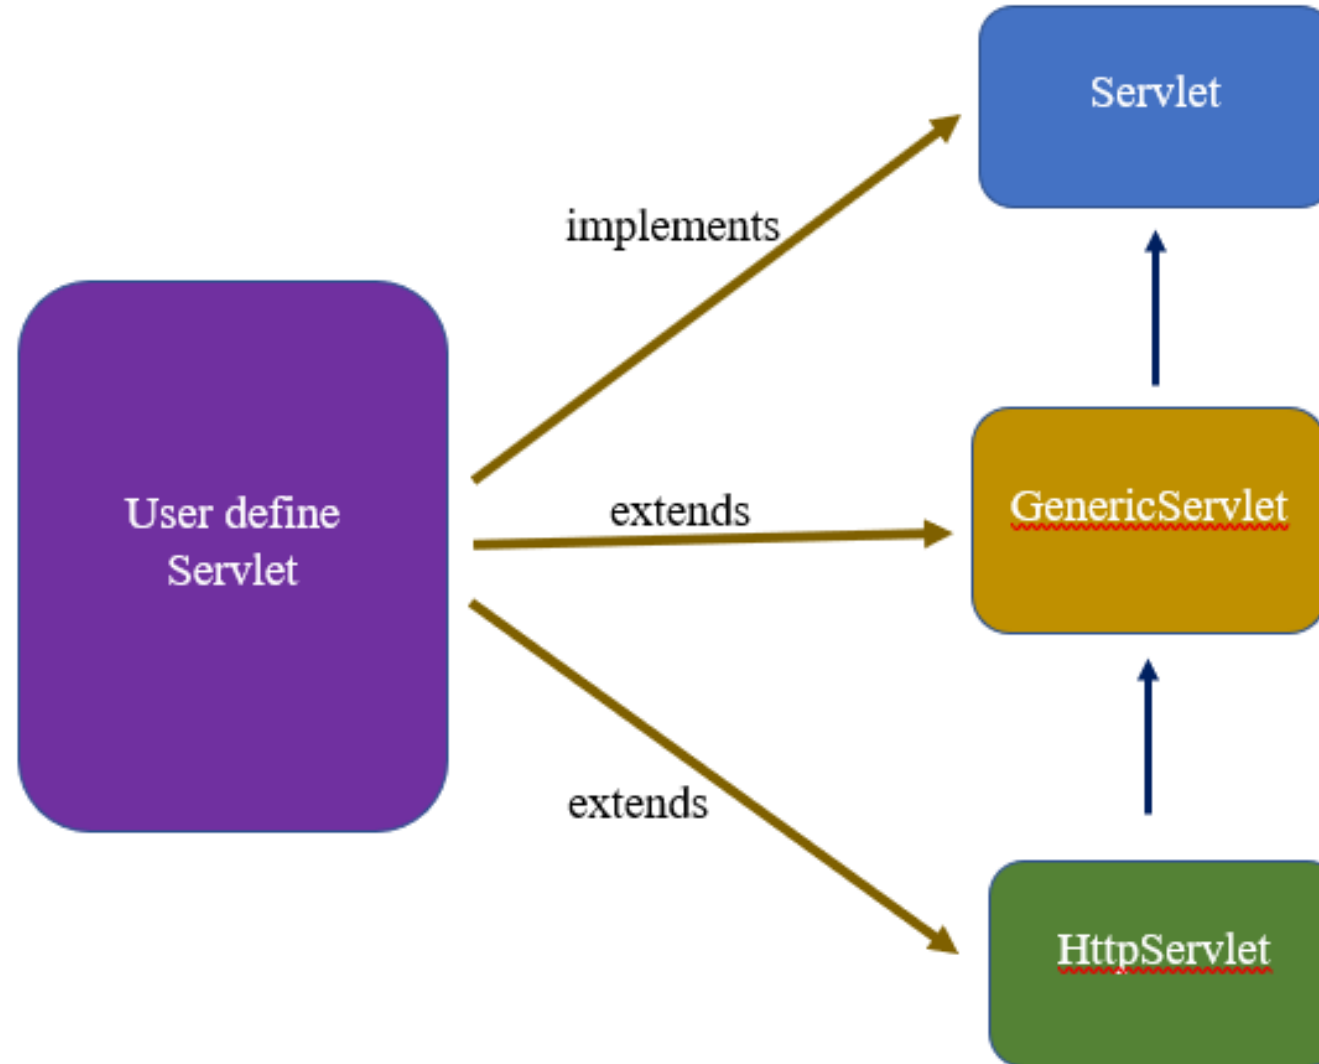 Servlet
implements
User define
Servlet
extends
GenericServlet
extends
HttpServlet